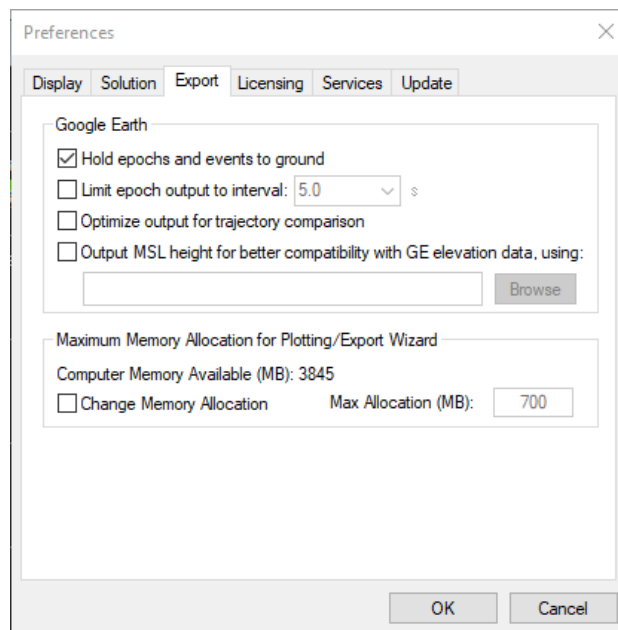 Preferences
Display Solution Export Licensing Services Update
Google Earth
Hold epochs and events to ground
Limit epoch output to interval: 5.0 s
Optimize output for trajectory comparison
Output MSL height for better compatibility with GE elevation data, using:
Browse
Maximum Memory Allocation for Plotting/Export Wizard
Computer Memory Available (MB): 3845
Change Memory Allocation Max Allocation (MB): 700
OK Cancel